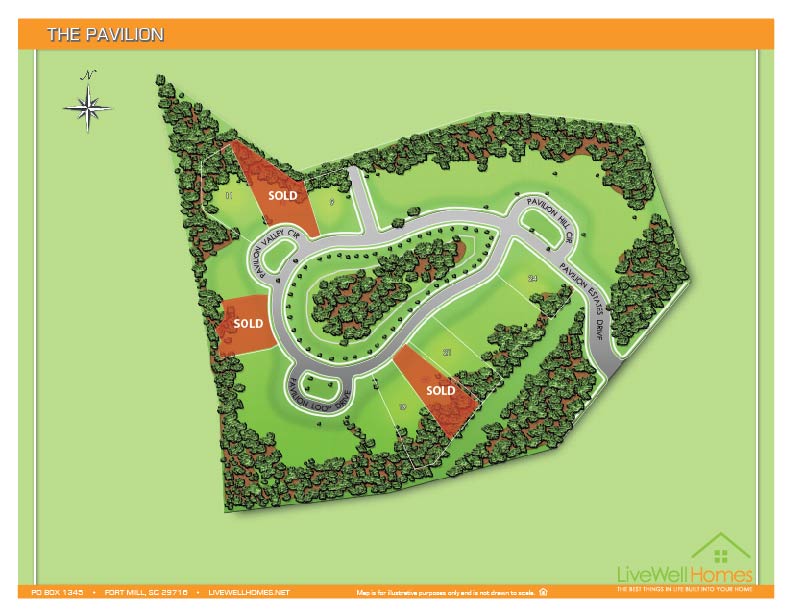 THE PAVILION
N
11
SOLD
9
PAVILION VALLEY CIR
PAVILION HILL CIR
PAVILION ESTATES DRIVE
24
SOLD
21
SOLD
19
PAVILION LOOP DRIVE
LiveWellHomes
THE BEST THINGS IN LIFE BUILT INTO YOUR HOME
PO BOX 1345 • FORT MILL, SC 29716 • LIVEWELLHOMES.NET Map is for illustrative purposes only and is not drawn to scale.